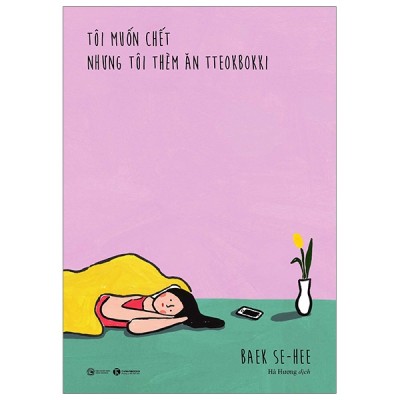 TÔI MUỐN CHẾT
NHƯNG TÔI THÈM ĂN TTEOKBOKKI
BAEK SE-HEE
Hà Hương dịch